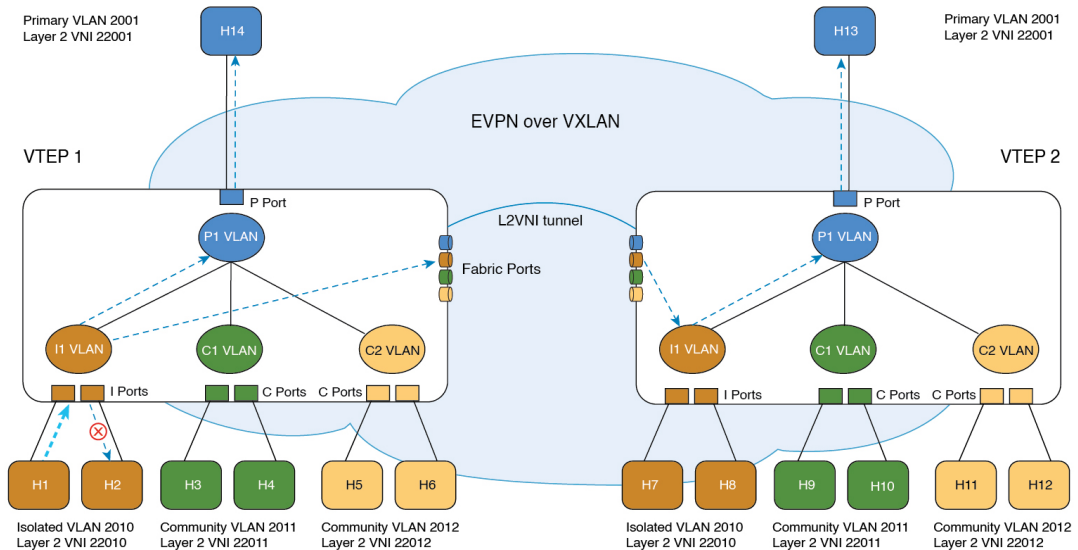 Primary VLAN 2001
Layer 2 VNI 22001
H14
H13
Primary VLAN 2001
Layer 2 VNI 22001
EVPN over VXLAN
VTEP 1
VTEP 2
P Port
P Port
L2VNI tunnel
P1 VLAN
P1 VLAN
Fabric Ports
I1 VLAN
C1 VLAN
C2 VLAN
I1 VLAN
C1 VLAN
C2 VLAN
I Ports
C Ports
C Ports
I Ports
C Ports
C Ports
H1
H2
H3
H4
H5
H6
H7
H8
H9
H10
H11
H12
Isolated VLAN 2010
Layer 2 VNI 22010
Community VLAN 2011
Layer 2 VNI 22011
Community VLAN 2012
Layer 2 VNI 22012
Isolated VLAN 2010
Layer 2 VNI 22010
Community VLAN 2011
Layer 2 VNI 22011
Community VLAN 2012
Layer 2 VNI 22012